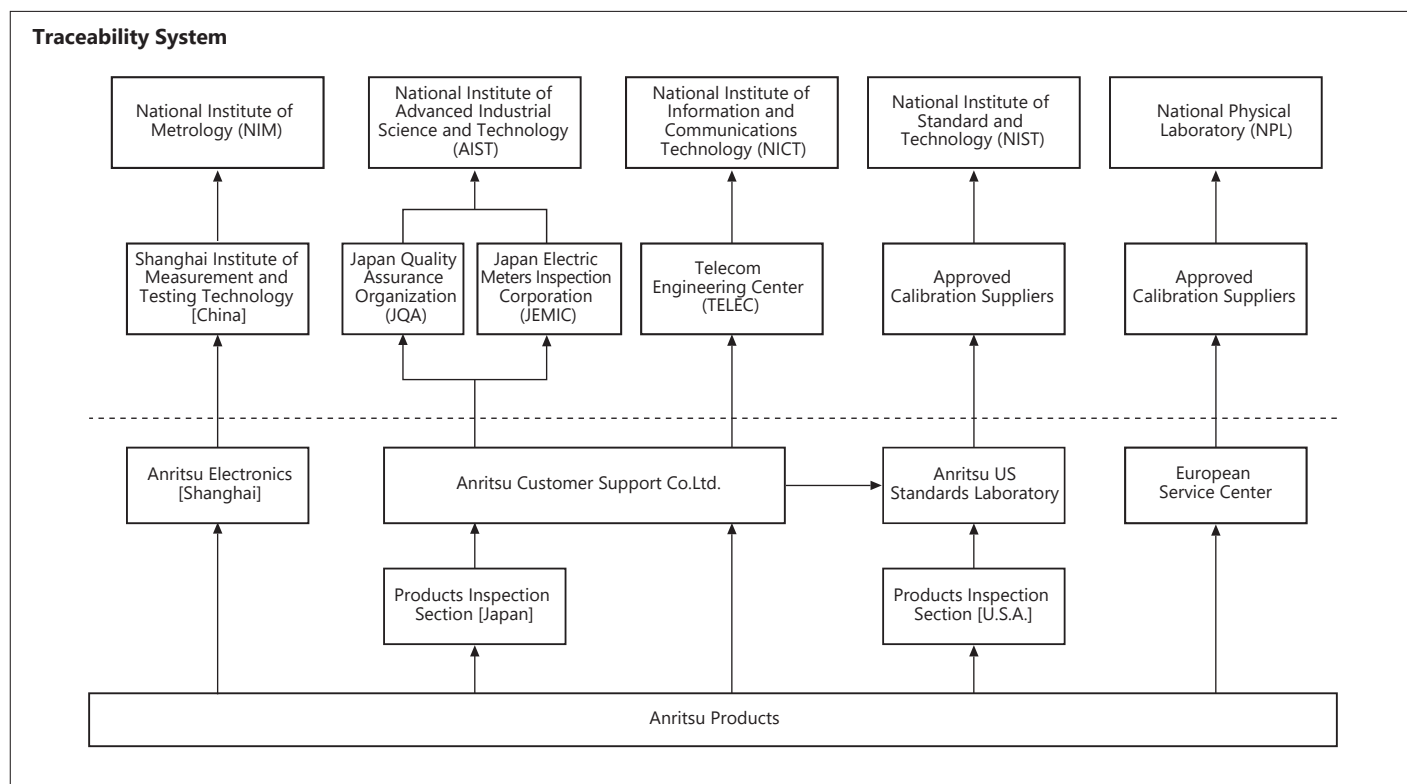 Traceability System
National Institute of
Metrology (NIM)
National Institute of
Advanced Industrial
Science and Technology
(AIST)
National Institute of
Information and
Communications
Technology (NICT)
National Institute of
Standard and
Technology (NIST)
National Physical
Laboratory (NPL)
Shanghai Institute of
Measurement and
Testing Technology
[China]
Japan Quality
Assurance
Organization
(JQA)
Japan Electric
Meters Inspection
Corporation
(JEMIC)
Telecom
Engineering Center
(TELEC)
Approved
Calibration Suppliers
Approved
Calibration Suppliers
Anritsu Electronics
[Shanghai]
Anritsu Customer Support Co.Ltd.
Anritsu US
Standards Laboratory
European
Service Center
Products Inspection
Section [Japan]
Products Inspection
Section [U.S.A.]
Anritsu Products